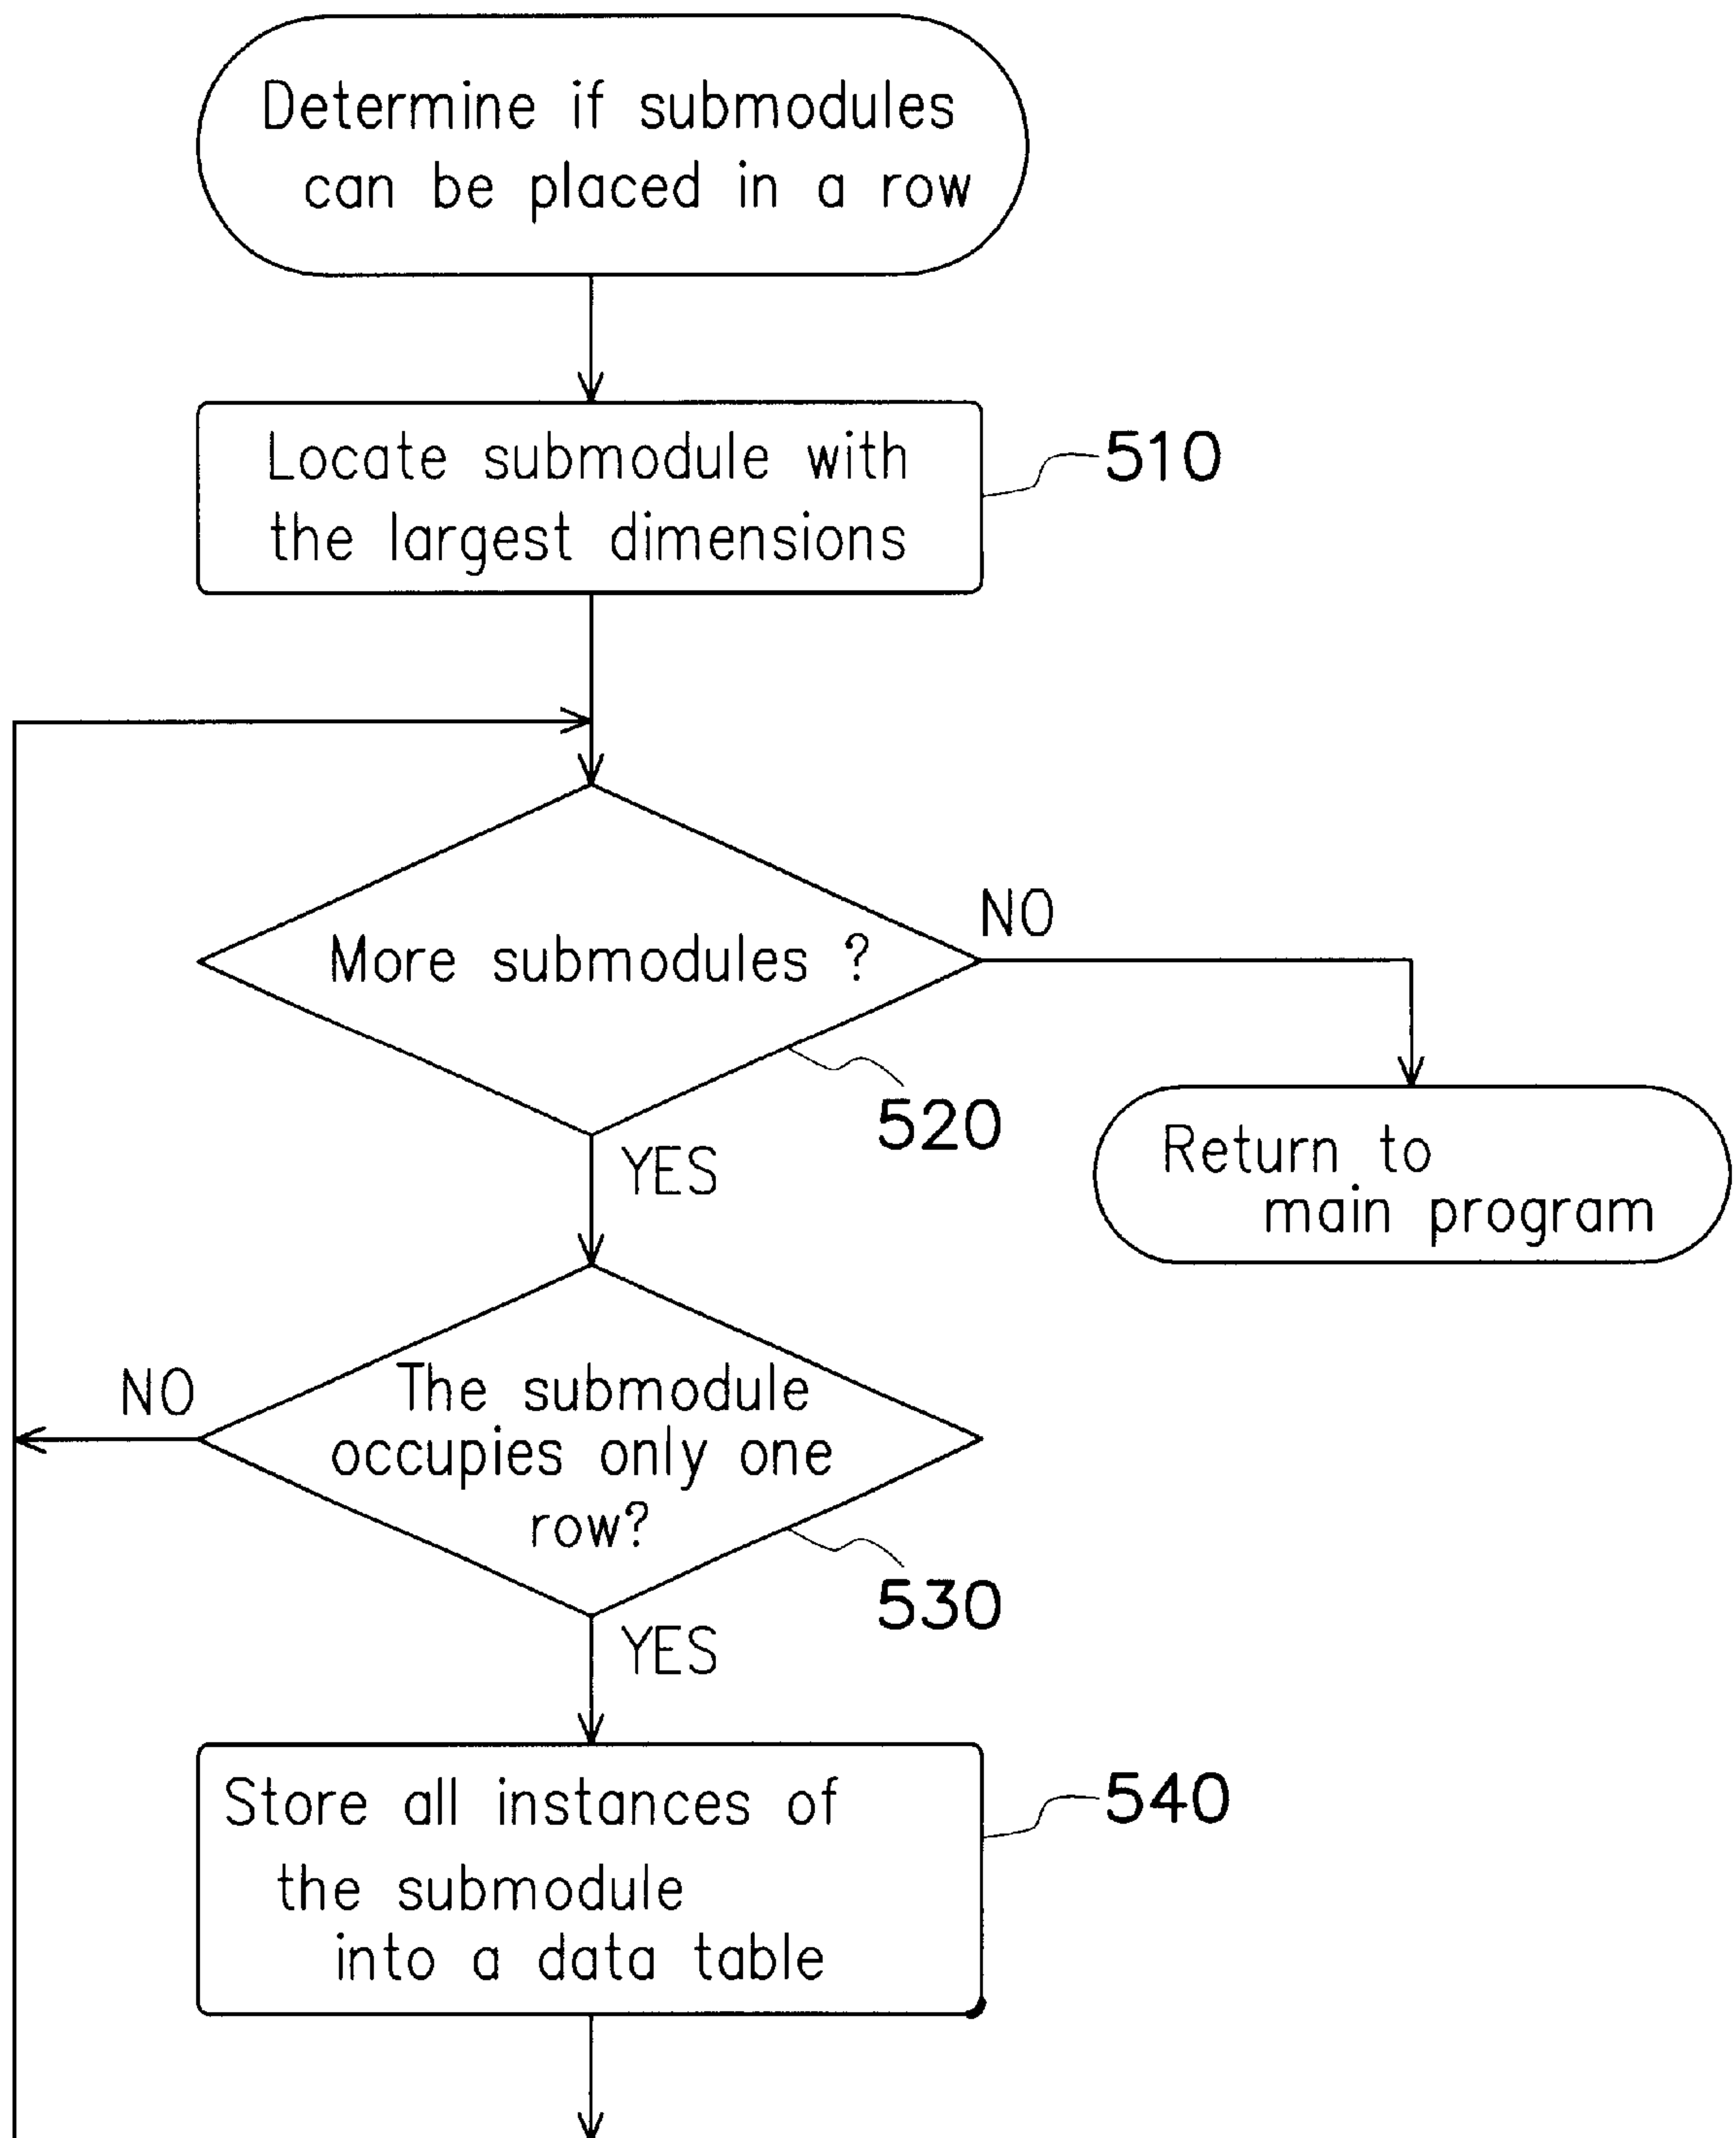 Determine if submodules
can be placed in a row
Locate submodule with
the largest dimensions
510
More submodules ?
NO
520
YES
Return to
main program
NO
The submodule
occupies only one
row?
530
YES
Store all instances of
the submodule
into a data table
540